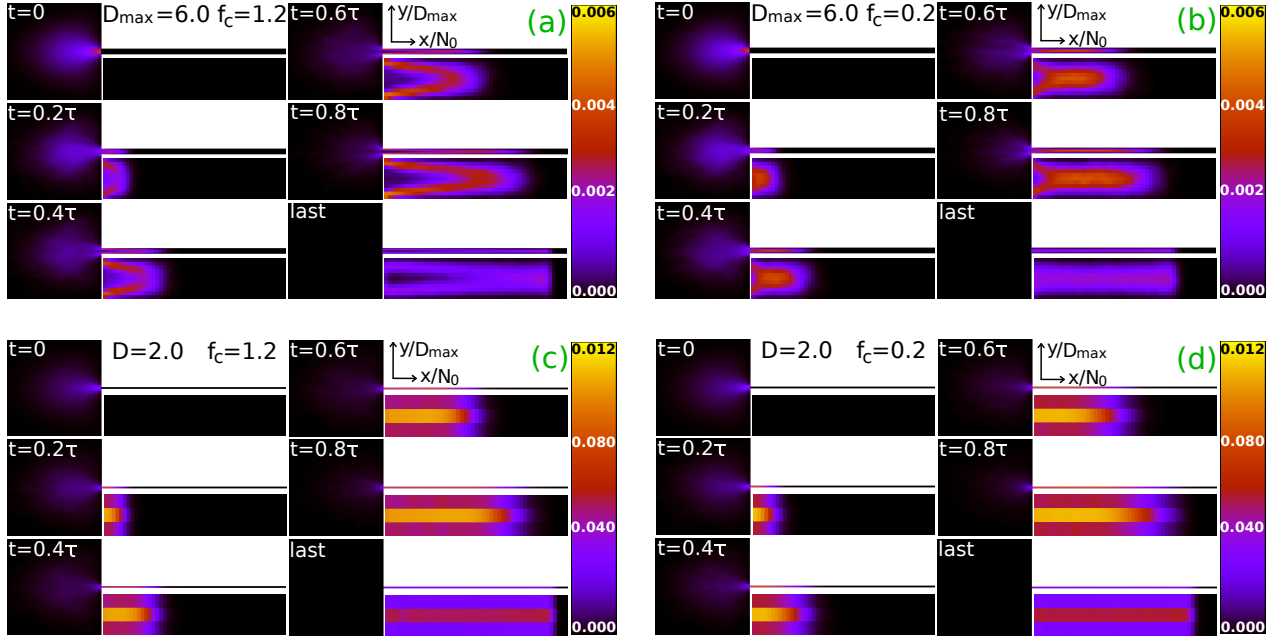 t=0
Dmax=6.0 fc=1.2
t=0.6τ
y/Dmax
x/N0
(a)
0.006
t=0.2τ
t=0.8τ
0.004
0.002
t=0.4τ
last
0.000
t=0
Dmax=6.0 fc=0.2
t=0.6τ
y/Dmax
x/N0
(b)
0.006
t=0.2τ
t=0.8τ
0.004
0.002
t=0.4τ
last
0.000
t=0
D=2.0 fc=1.2
t=0.6τ
y/Dmax
x/N0
(c)
0.012
t=0.2τ
t=0.8τ
0.080
0.040
t=0.4τ
last
0.000
t=0
D=2.0 fc=0.2
t=0.6τ
y/Dmax
x/N0
(d)
0.012
t=0.2τ
t=0.8τ
0.080
0.040
t=0.4τ
last
0.000